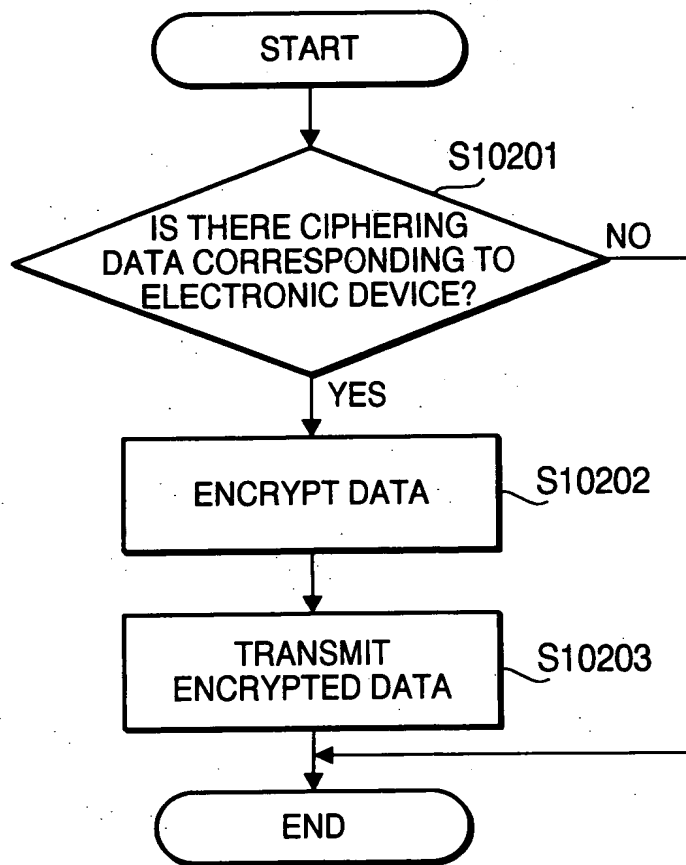 START
S10201
IS THERE CIPHERING
DATA CORRESPONDING TO
ELECTRONIC DEVICE?
NO
YES
ENCRYPT DATA
S10202
TRANSMIT
ENCRYPTED DATA
S10203
END